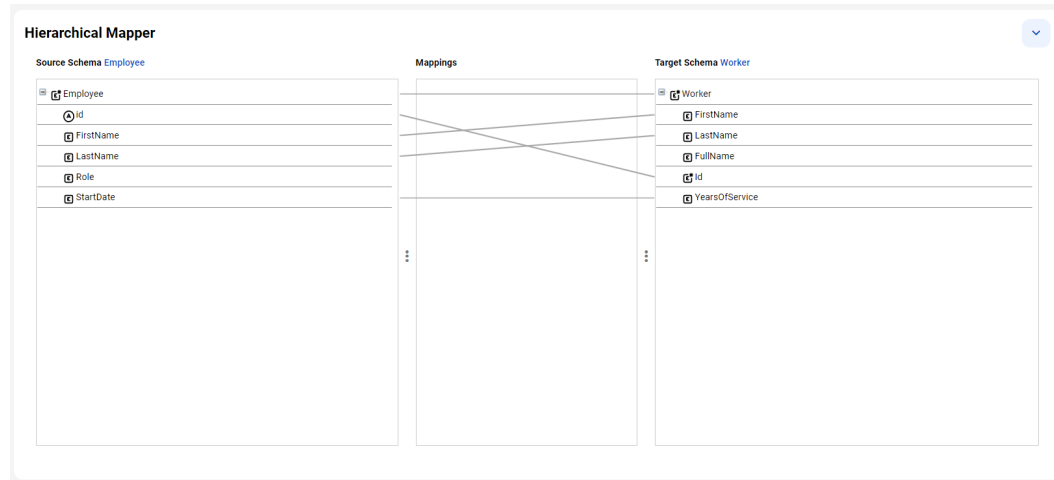 Hierarchical Mapper
Source Schema Employee
Mappings
Target Schema Worker
Employee
id
FirstName
LastName
Role
StartDate
Worker
FirstName
LastName
FullName
Id
YearsOfService